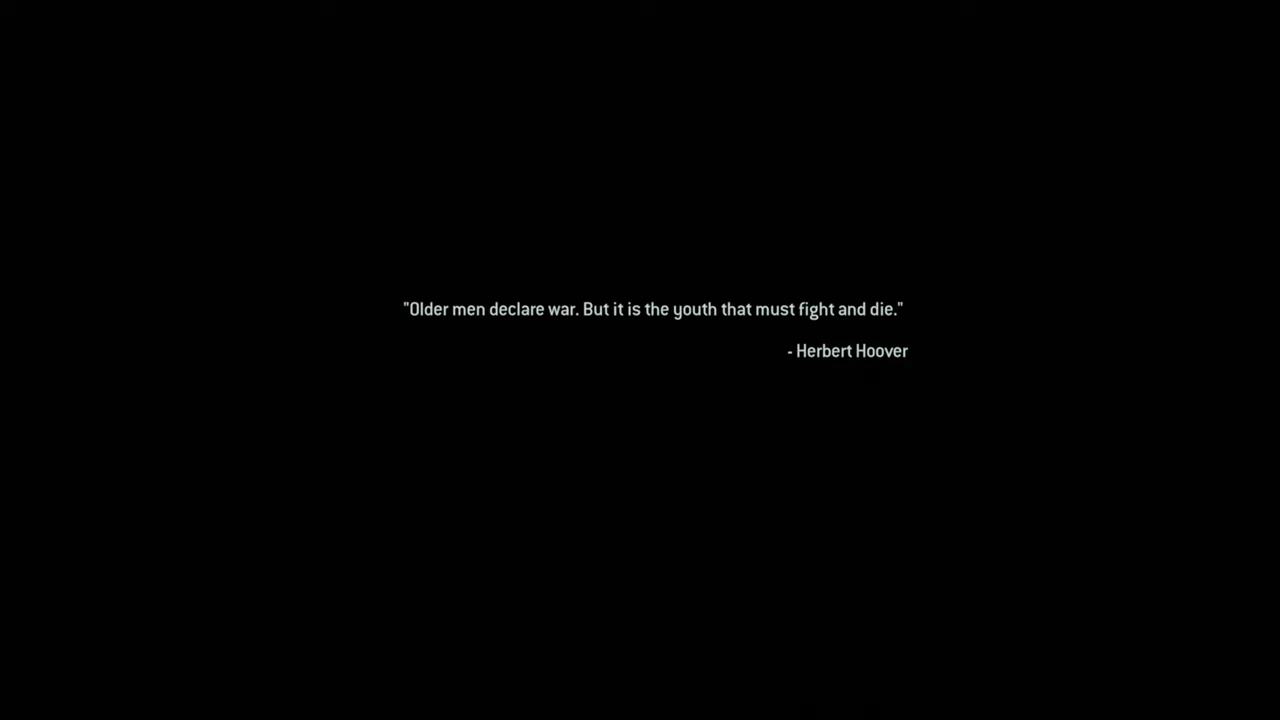 "Older men declare war. But it is the youth that must fight and die."
- Herbert Hoover